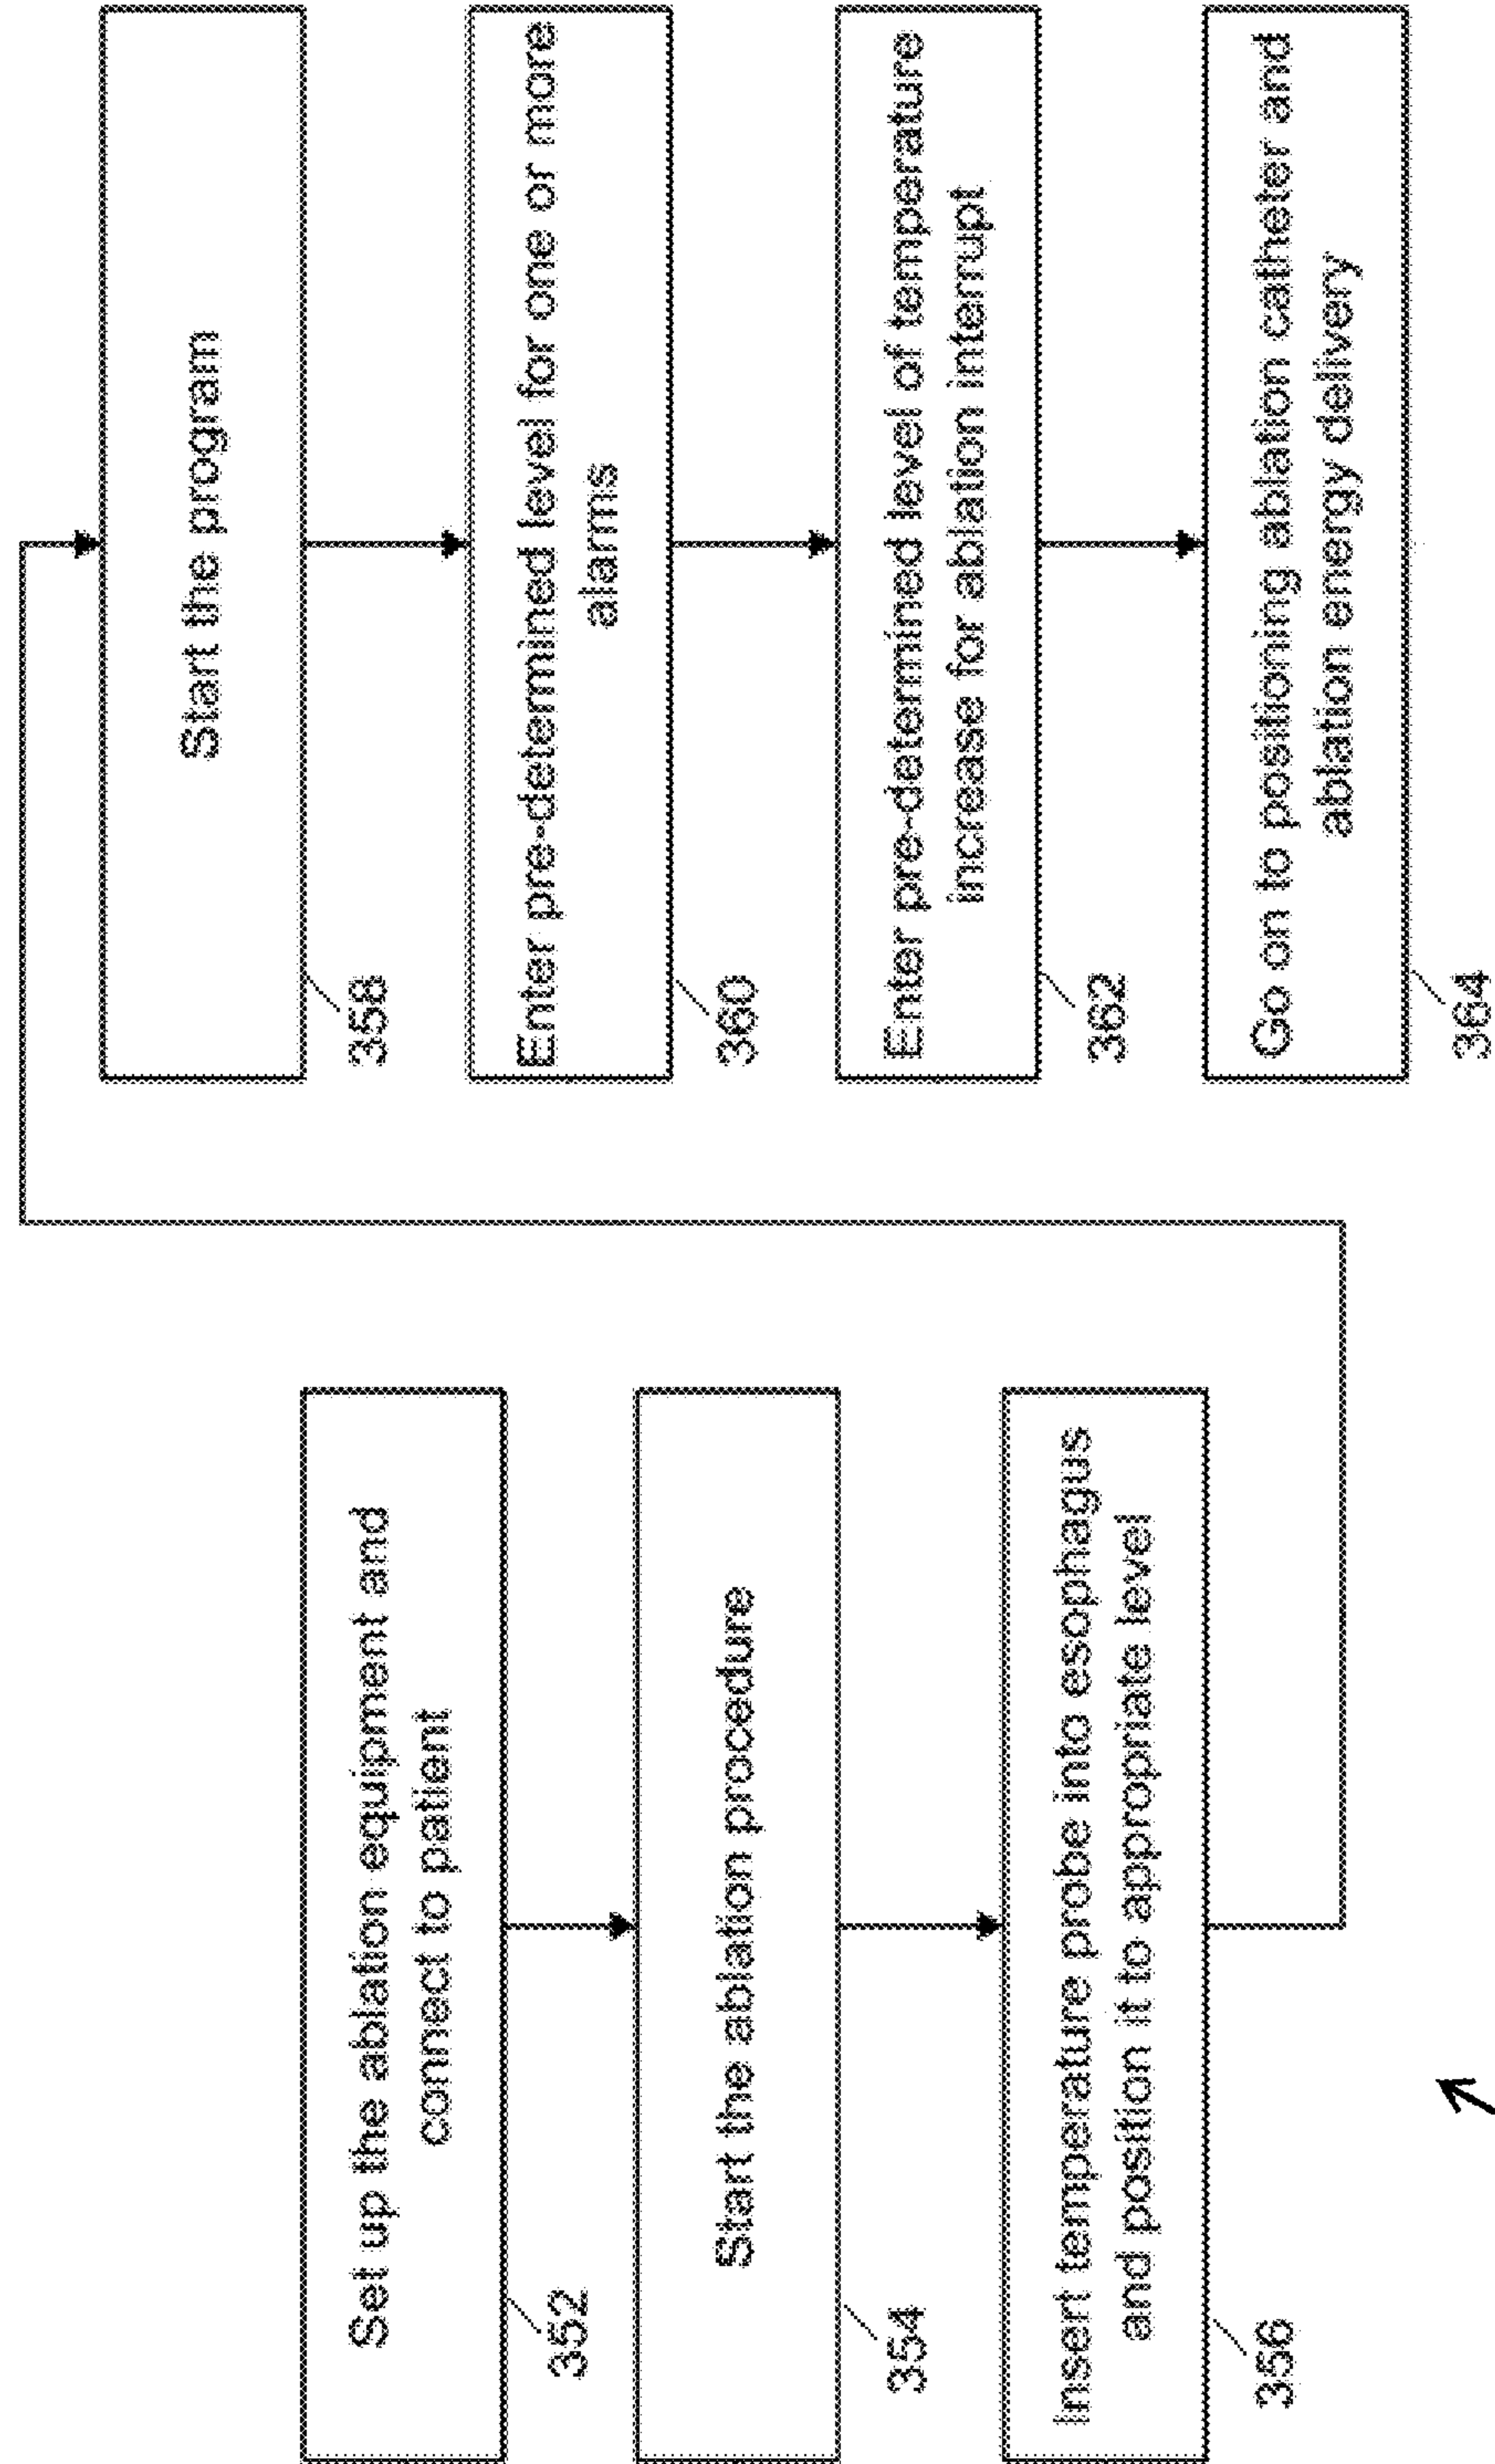 Set up the ablation equipment and
connect to patient
352
Start the ablation procedure
354
Insert temperature probe into esophagus
and position it to appropriate level
356
Start the program
358
Enter pre-determined level for one or more
alarms
360
Enter pre-determined level of temperature
increase for ablation interrupt
362
Go on to positioning ablation catheter and
ablation energy delivery
364